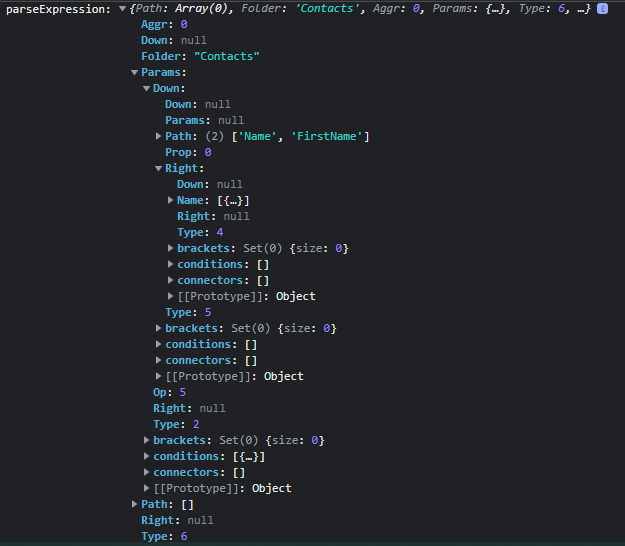 parseExpression: ▼{Path: Array(0), Folder: 'Contacts', Aggr: 0, Params: {…}, Type: 6, …} i
Aggr: 0
Down: null
Folder: "Contacts"
▼Params:
▼Down:
Down: null
Params: null
▶Path: (2) ['Name', 'FirstName']
Prop: 0
▼Right:
Down: null
▶Name: [{…}]
Right: null
Type: 4
▶brackets: Set(0) {size: 0}
▶conditions: []
▶connectors: []
▶[[Prototype]]: Object
Type: 5
▶brackets: Set(0) {size: 0}
▶conditions: []
▶connectors: []
▶[[Prototype]]: Object
Op: 5
Right: null
Type: 2
▶brackets: Set(0) {size: 0}
▶conditions: [{…}]
▶connectors: []
▶[[Prototype]]: Object
▶Path: []
Right: null
Type: 6